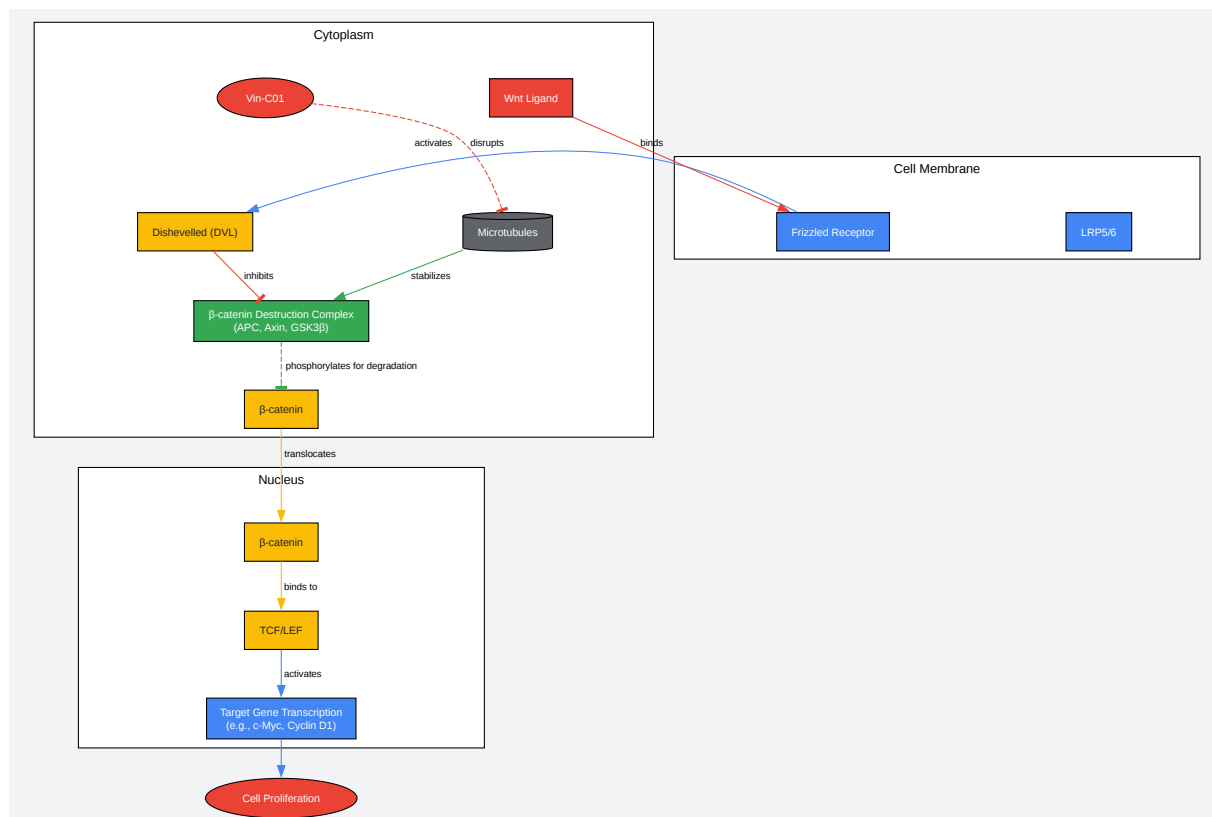 Cytoplasm
Vin-C01
Wnt Ligand
activates
disrupts
binds
Cell Membrane
Dishevelled (DVL)
Microtubules
Frizzled Receptor
LRP5/6
inhibits
stabilizes
β-catenin Destruction Complex
(APC, Axin, GSK3β)
phosphorylates for degradation
β-catenin
translocates
Nucleus
β-catenin
binds to
TCF/LEF
activates
Target Gene Transcription
(e.g., c-Myc, Cyclin D1)
Cell Proliferation